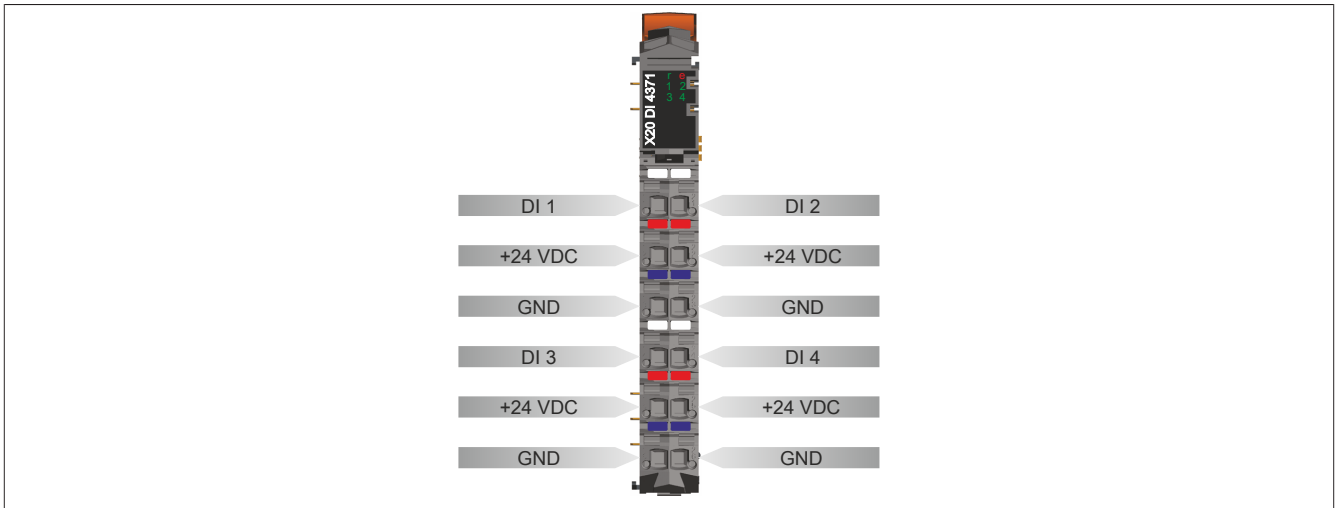 X20 DI 4371
r e
1 2
3 4
DI 1 DI 2
+24 VDC +24 VDC
GND GND
DI 3 DI 4
+24 VDC +24 VDC
GND GND